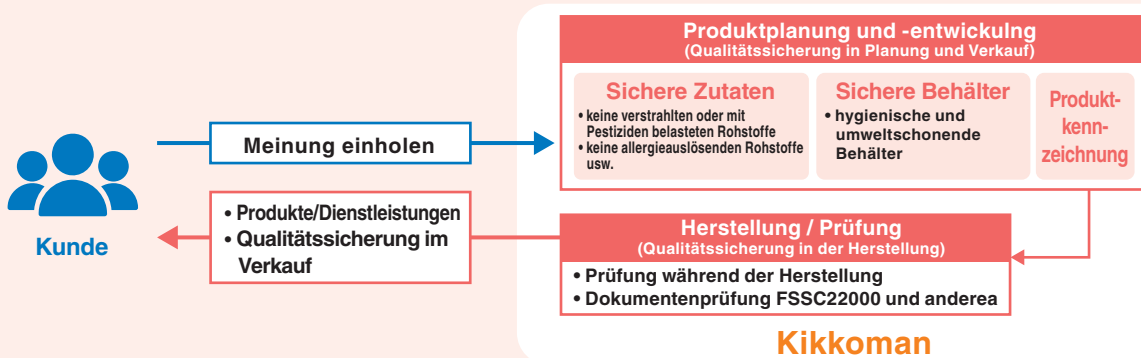 Produktplanung und -entwickulng
(Qualitätssicherung in Planung und Verkauf)
Sichere Zutaten
• keine verstrahlten oder mit
Pestiziden belasteten Rohstoffe
• keine allergieauslösenden Rohstoffe
usw.
Sichere Behälter
• hygienische und
umweltschonende
Behälter
Produkt-
kenn-
zeichnung
Meinung einholen
Kunde
• Produkte/Dienstleistungen
• Qualitätssicherung im
Verkauf
Herstellung / Prüfung
(Qualitätssicherung in der Herstellung)
• Prüfung während der Herstellung
• Dokumentenprüfung FSSC22000 und anderea
Kikkoman